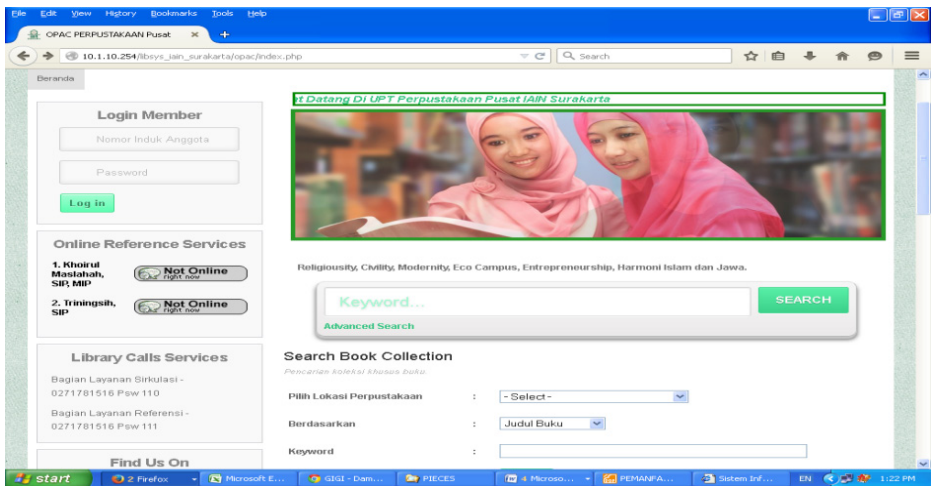 File Edit View History Bookmarks Tools Help
OPAC PERPUSTAKAAN Pusat
10.1.10.254/libsys_iain_surakarta/opac/index.php
Search
Beranda
Login Member
Nomor Induk Anggota
Password
Log in
Online Reference Services
1. Khoirul
Maslahah,
SIP, MIP
Not Online
right now
2. Triningsih,
SIP
Not Online
right now
Library Calls Services
Bagian Layanan Sirkulasi -
0271781516 Psw 110
Bagian Layanan Referensi -
0271781516 Psw 111
Find Us On
t Datang Di UPT Perpustakaan Pusat IAIN Surakarta
Religiousity, Civility, Modernity, Eco Campus, Entrepreneurship, Harmoni Islam dan Jawa.
Keyword...
SEARCH
Advanced Search
Search Book Collection
Pencarian koleksi khusus buku
Pilih Lokasi Perpustakaan : - Select -
Berdasarkan : Judul Buku
Keyword :
start
2 Firefox
Microsoft E...
GIGI - Dam...
PIECES
4 Microso...
PEMANFA...
Sistem Inf...
EN
1:22 PM